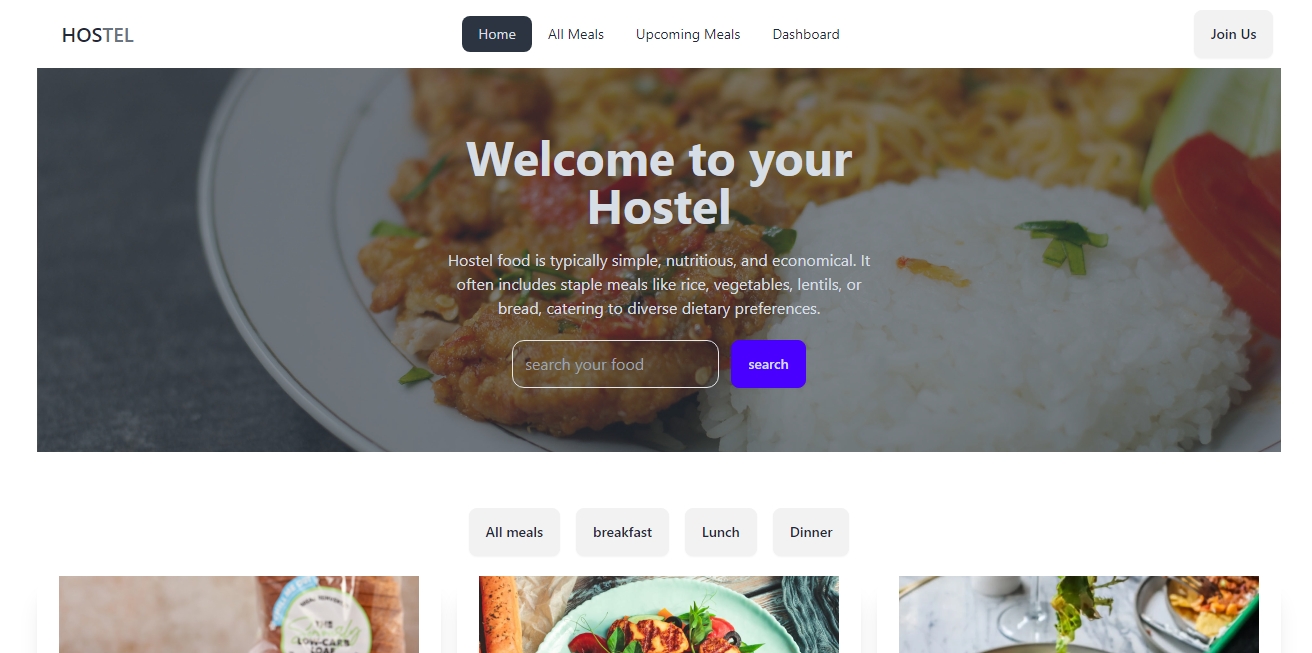 HOSTEL
Home
All Meals
Upcoming Meals
Dashboard
Join Us
Welcome to your
Hostel
Hostel food is typically simple, nutritious, and economical. It
often includes staple meals like rice, vegetables, lentils, or
bread, catering to diverse dietary preferences.
search your food
search
All meals
breakfast
Lunch
Dinner
THE
LOW-CARB
LOAF